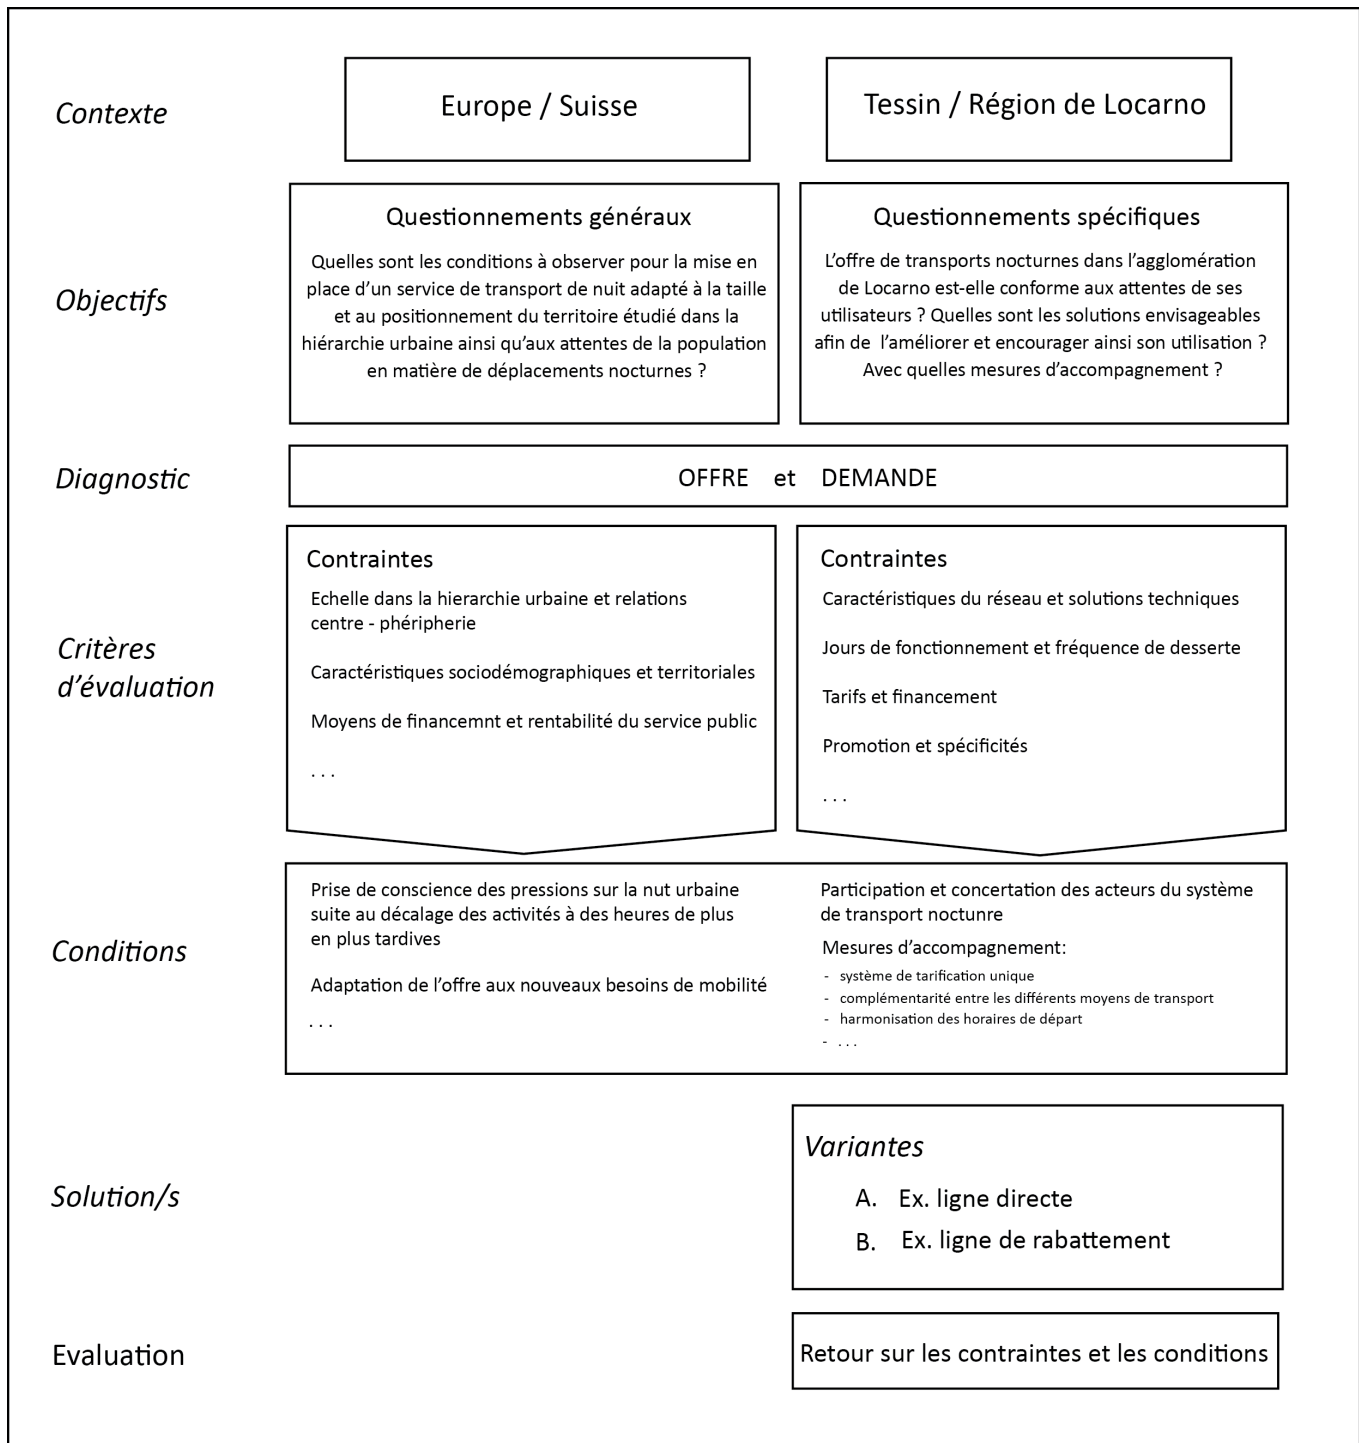 Contexte
Europe / Suisse
Tessin / Région de Locarno
Objectifs
Questionnements généraux
Quelles sont les conditions à observer pour la mise en
place d'un service de transport de nuit adapté à la taille
et au positionnement du territoire étudié dans la
hiérarchie urbaine ainsi qu'aux attentes de la population
en matière de déplacements nocturnes ?
Questionnements spécifiques
L'offre de transports nocturnes dans l'agglomération
de Locarno est-elle conforme aux attentes de ses
utilisateurs ? Quelles sont les solutions envisageables
afin de l'améliorer et encourager ainsi son utilisation ?
Avec quelles mesures d'accompagnement ?
Diagnostic
OFFRE et DEMANDE
Critères
d'évaluation
Contraintes
Echelle dans la hierarchie urbaine et relations
centre - phéripherie
Caractéristiques sociodémographiques et territoriales
Moyens de financemnt et rentabilité du service public
. . .
Contraintes
Caractéristiques du réseau et solutions techniques
Jours de fonctionnement et fréquence de desserte
Tarifs et financement
Promotion et spécificités
. . .
Conditions
Prise de conscience des pressions sur la nut urbaine
suite au décalage des activités à des heures de plus
en plus tardives
Adaptation de l'offre aux nouveaux besoins de mobilité
. . .
Participation et concertation des acteurs du système
de transport noctunre
Mesures d'accompagnement:
- système de tarification unique
- complémentarité entre les différents moyens de transport
- harmonisation des horaires de départ
- . . .
Solution/s
Variantes
A. Ex. ligne directe
B. Ex. ligne de rabattement
Evaluation
Retour sur les contraintes et les conditions